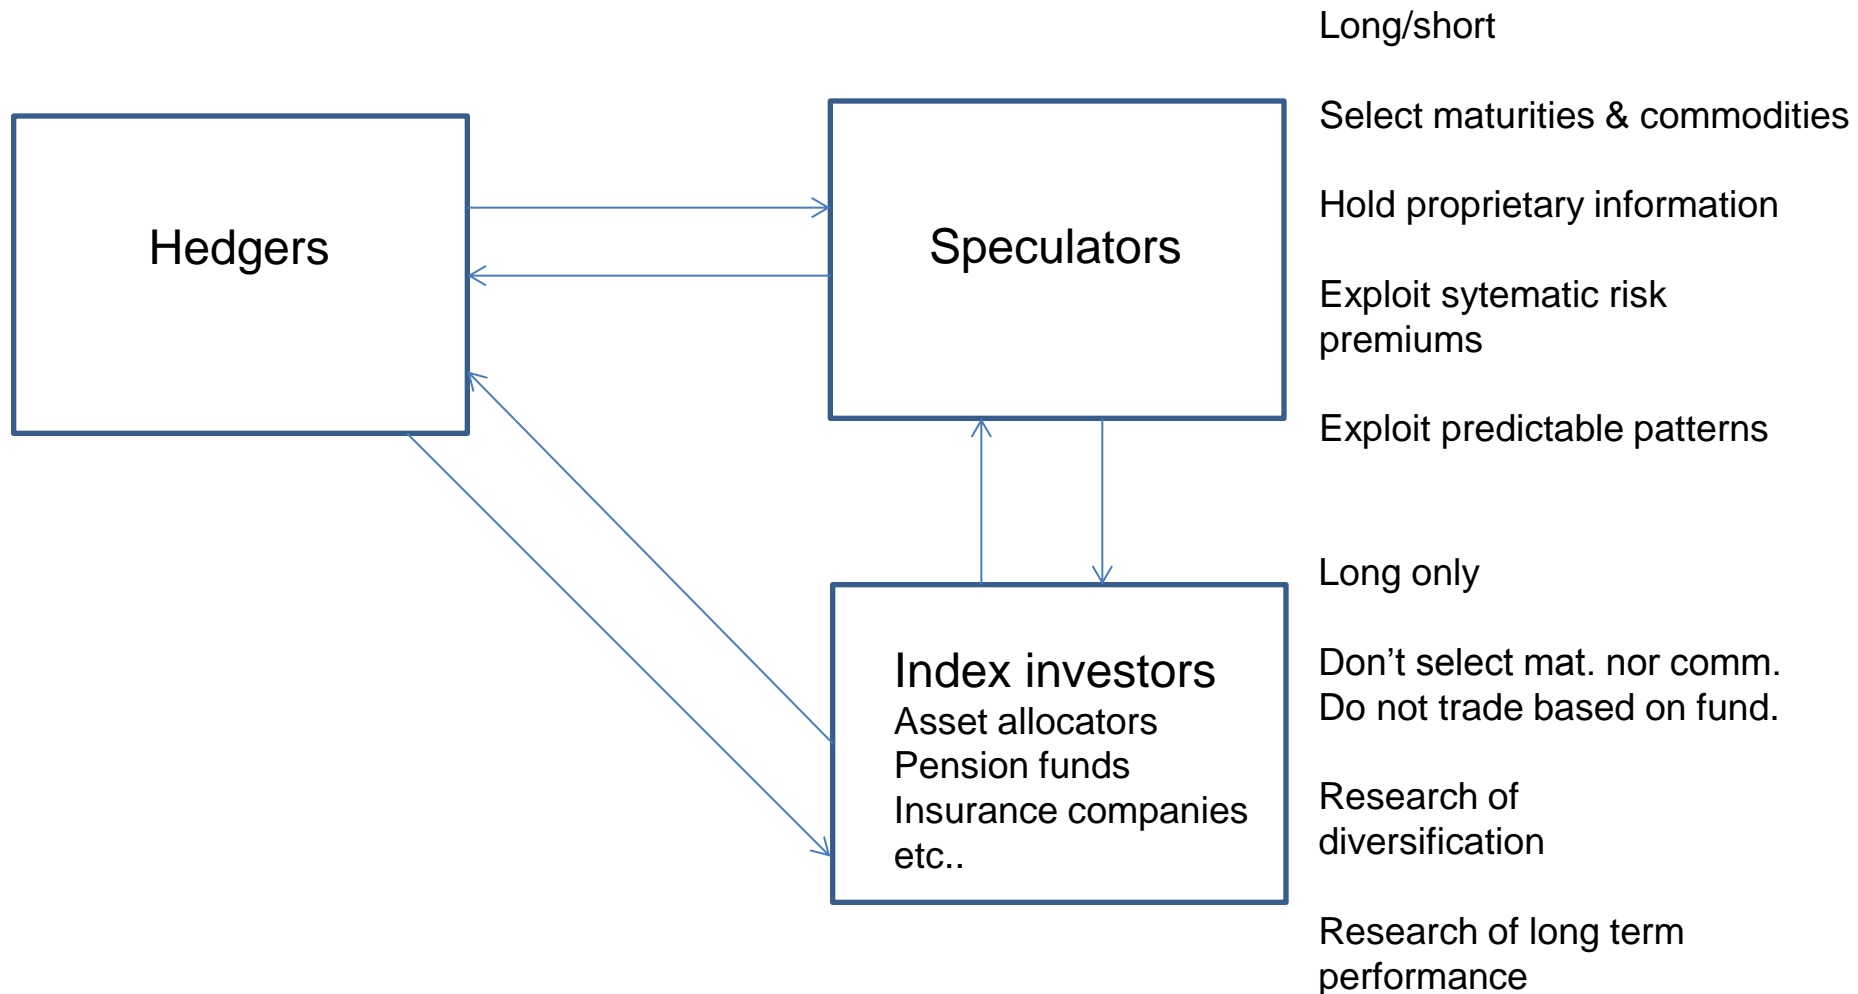 Hedgers
Speculators
Long/short
Select maturities & commodities
Hold proprietary information
Exploit sytematic risk
premiums
Exploit predictable patterns
Index investors
Asset allocators
Pension funds
Insurance companies
etc..
Long only
Don’t select mat. nor comm.
Do not trade based on fund.
Research of
diversification
Research of long term
performance